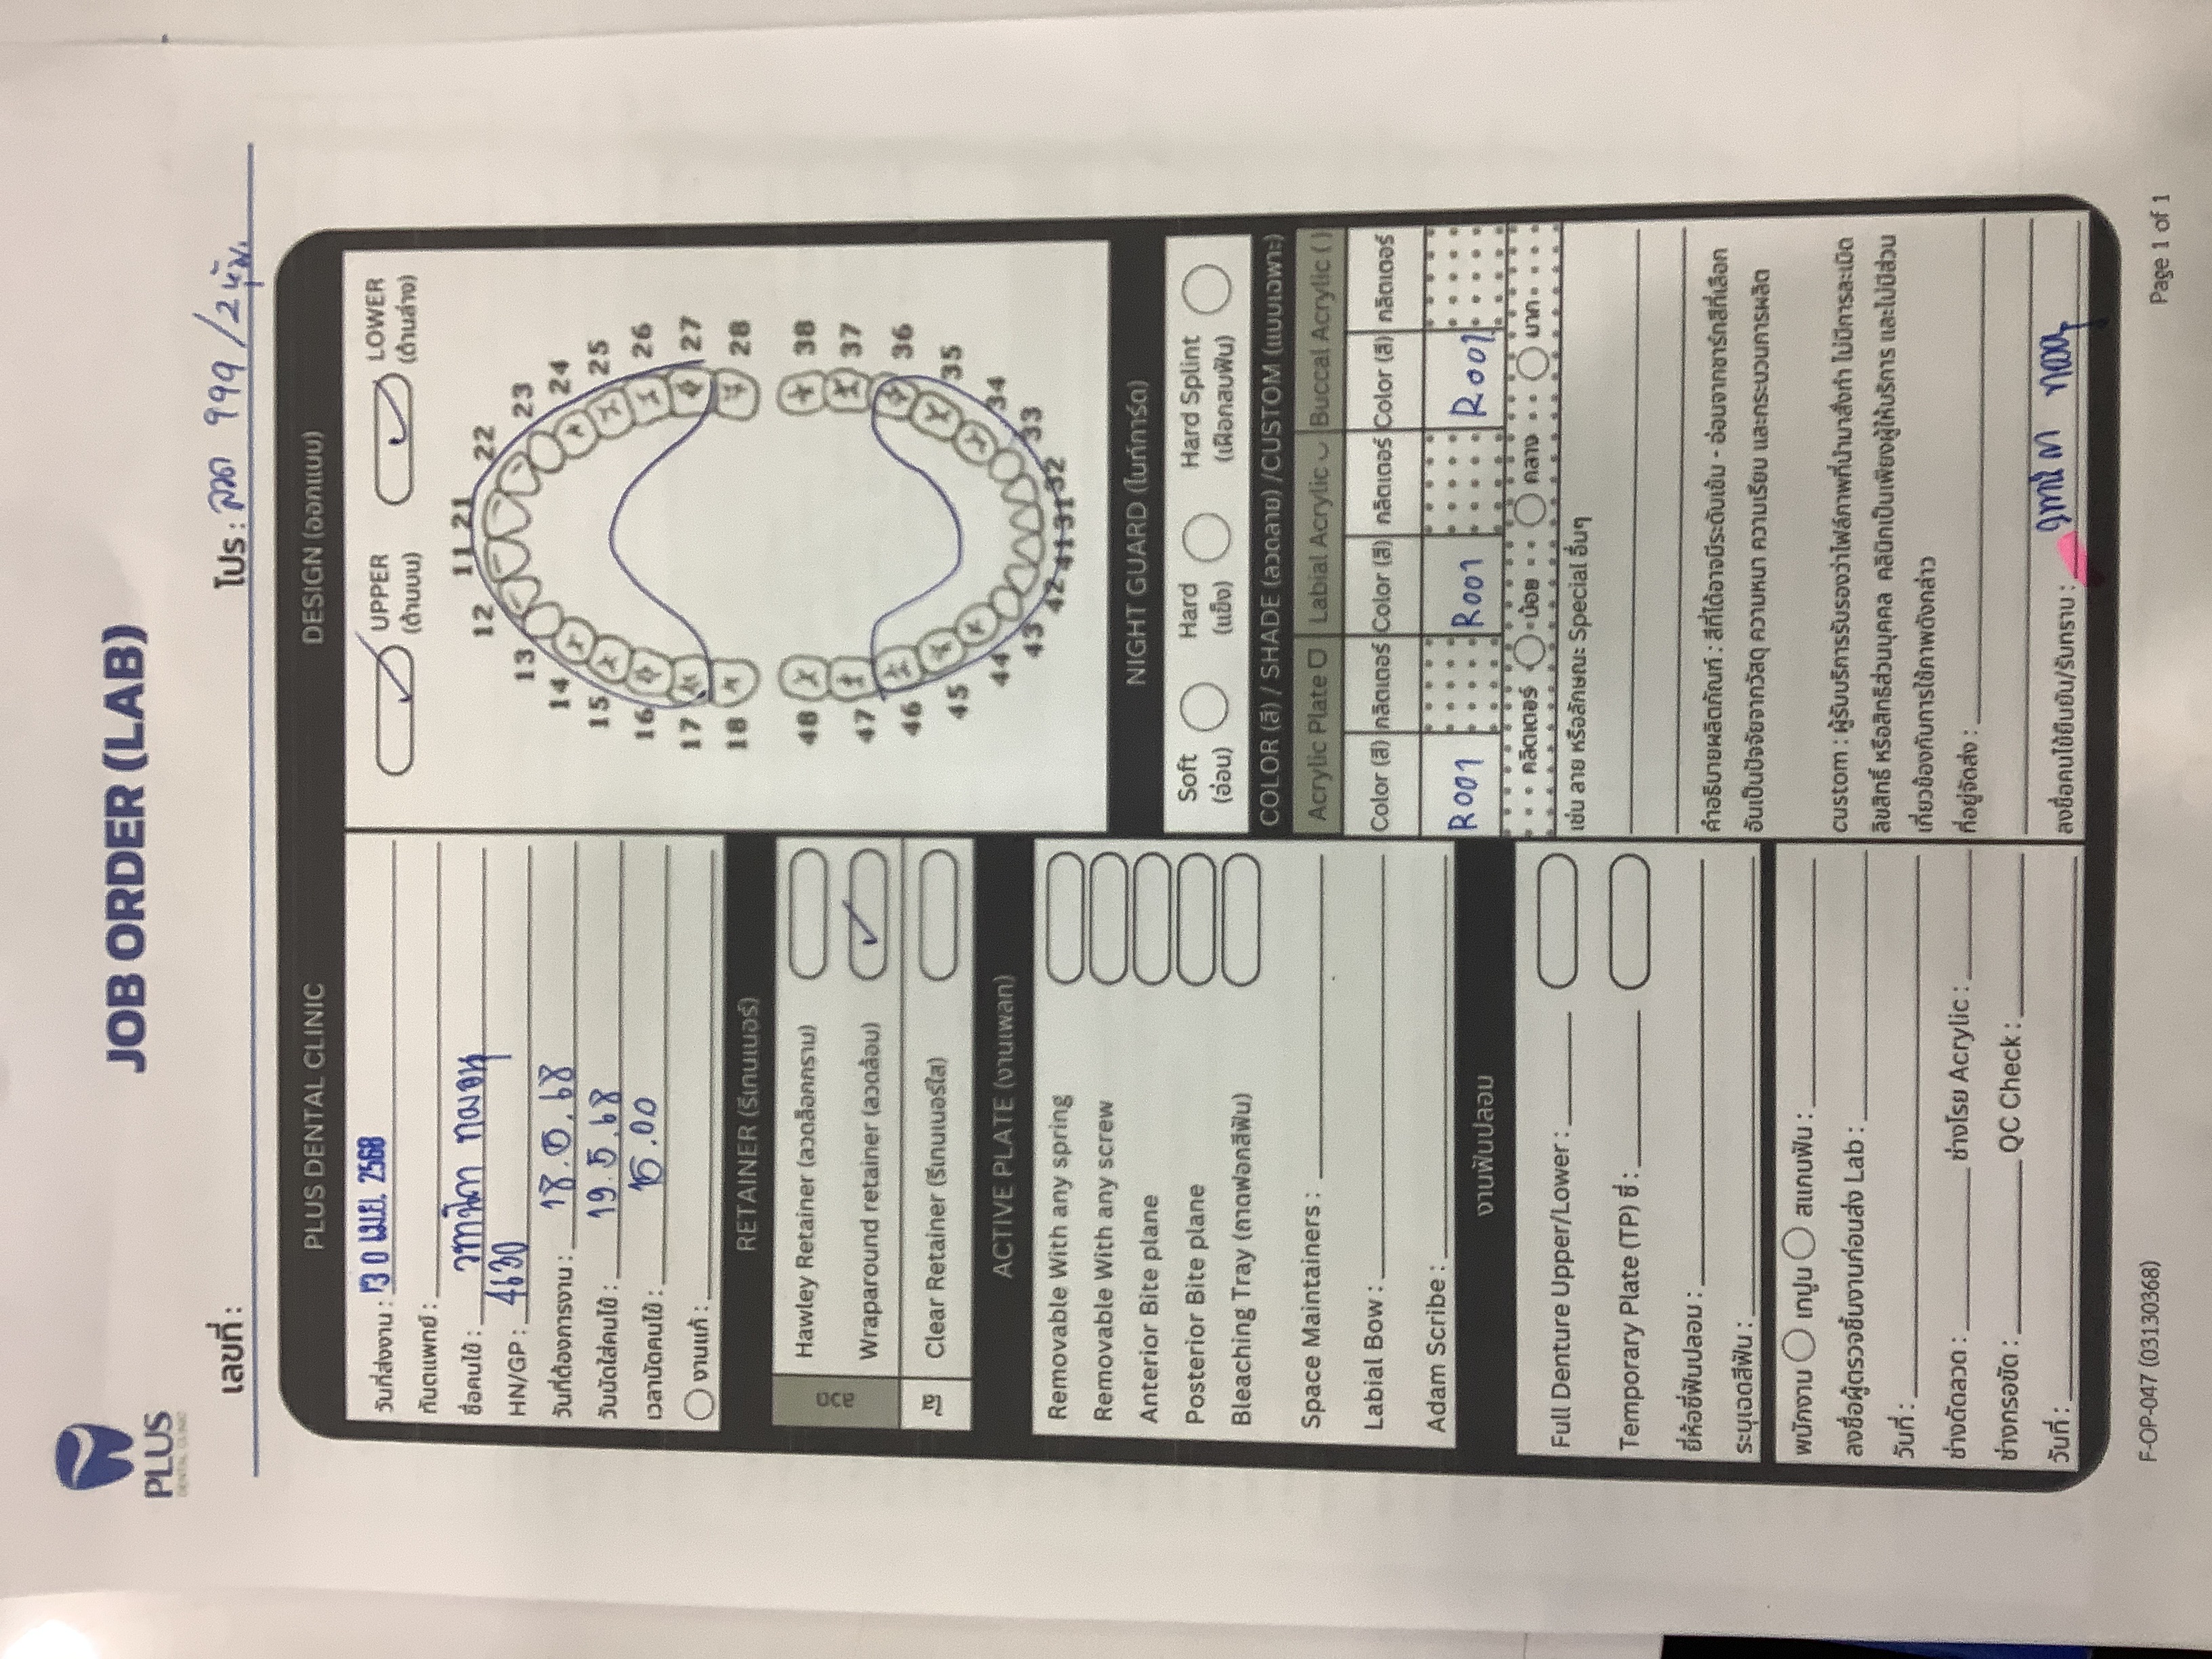 PLUS
DENTAL CLINIC
JOB ORDER (LAB)
เลขที่ :
โปร : ลวด 999 /2 ชิ้น.
PLUS DENTAL CLINIC
วันที่ส่งงาน : 30 เม.ย. 2568
ทันตแพทย์ :
ชื่อคนไข้ :
HN/GP : 4630
วันที่ต้องการงาน : 18.5.68
วันนัดใส่คนไข้ : 19.5.68
เวลานัดคนไข้ : 15.00
งานแก้ :
RETAINER (รีเทนเนอร์)
ลวด
Hawley Retainer (ลวดล็อกกราม)
Wraparound retainer (ลวดล้อม)
ใส
Clear Retainer (รีเทนเนอร์ใส)
ACTIVE PLATE (งานเพลท)
Removable With any spring
Removable With any screw
Anterior Bite plane
Posterior Bite plane
Bleaching Tray (ถาดฟอกสีฟัน)
Space Maintainers :
Labial Bow :
Adam Scribe :
งานฟันปลอม
Full Denture Upper/Lower :
Temporary Plate (TP) ซี่ :
ยี่ห้อซี่ฟันปลอม :
ระบุเฉดสีฟัน :
พนักงาน เทปูน สแกนฟัน :
ลงชื่อผู้ตรวจชิ้นงานก่อนส่ง Lab :
วันที่ :
ช่างดัดลวด : ช่างโรย Acrylic :
ช่างกรอขัด : QC Check :
วันที่ :
DESIGN (ออกแบบ)
UPPER (ด้านบน) LOWER (ด้านล่าง)
11 21
12 22
13 23
14 24
15 25
16 26
17 27
18 28
48 38
47 37
46 36
45 35
44 34
43 33
42 41 31 32
NIGHT GUARD (ไนท์การ์ด)
Soft Hard Hard Splint
(อ่อน) (แข็ง) (เฝือกสบฟัน)
COLOR (สี) / SHADE (ลวดลาย) /CUSTOM (แบบเฉพาะ)
Acrylic Plate Labial Acrylic Buccal Acrylic ( )
Color (สี) กลิตเตอร์ Color (สี) กลิตเตอร์ Color (สี) กลิตเตอร์
R001 R001 R001
กลิตเตอร์ น้อย กลาง มาก
เช่น ลาย หรือลักษณะ Special อื่นๆ
คำอธิบายผลิตภัณฑ์ : สีที่ได้อาจมีระดับเข้ม - อ่อนจากชาร์ทสีที่เลือก
อันเป็นปัจจัยจากวัสดุ ความหนา ความเรียบ และกระบวนการผลิต
custom : ผู้รับบริการรับรองว่าไฟล์ภาพที่นำมาสั่งทำ ไม่มีการละเมิด
ลิขสิทธิ์ หรือสิทธิส่วนบุคคล คลินิกเป็นเพียงผู้ให้บริการ และไม่มีส่วน
เกี่ยวข้องกับการใช้ภาพดังกล่าว
ที่อยู่จัดส่ง :
ลงชื่อคนไข้ยืนยัน/รับทราบ :
F-OP-047 (03130368)
Page 1 of 1